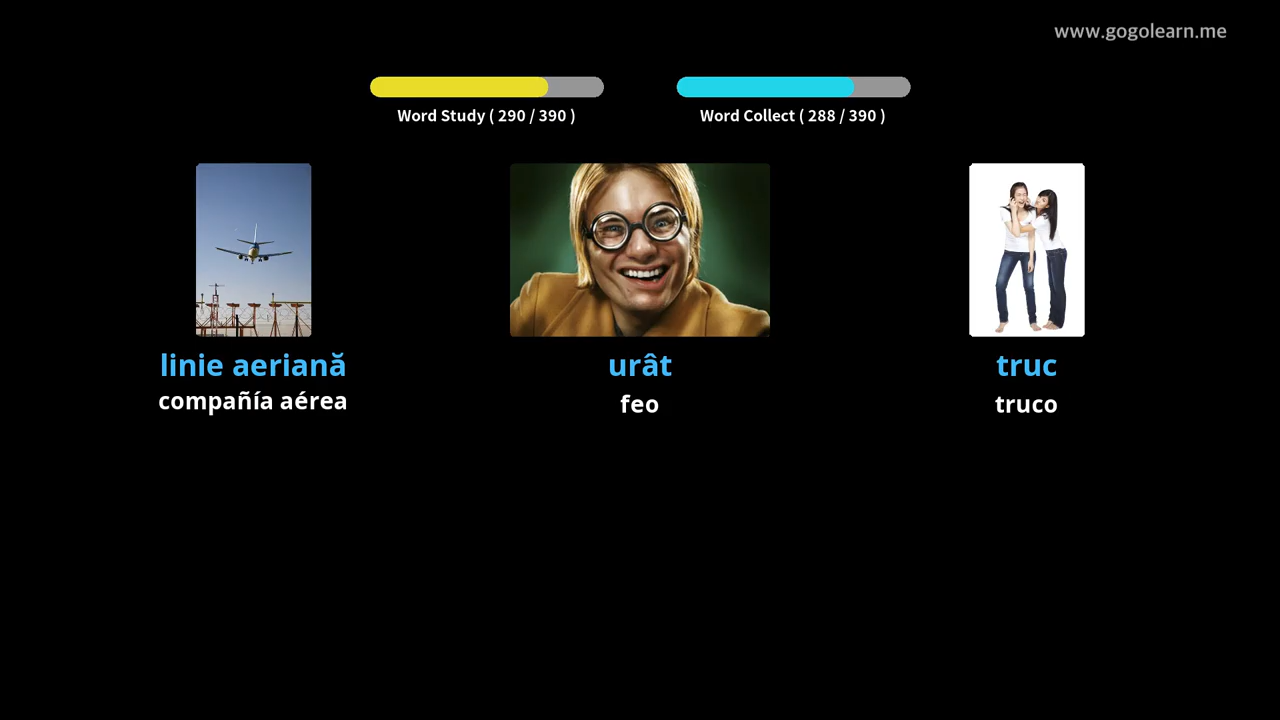 www.gogolearn.me
Word Study ( 290 / 390 )
Word Collect ( 288 / 390 )
linie aeriană
compañía aérea
urât
feo
truc
truco